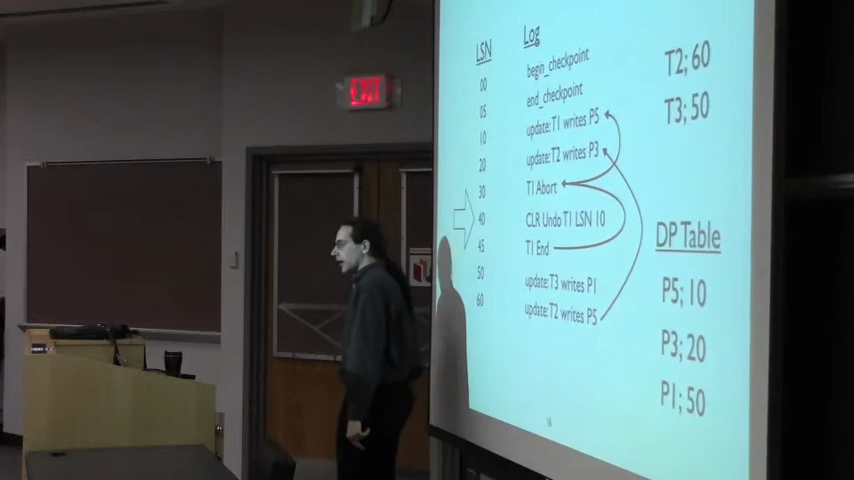 EXIT
LSN Log
00 begin_checkpoint
05 end_checkpoint
10 update: T1 writes P5
20 update: T2 writes P3
30 T1 Abort
40 CLR Undo T1 LSN 10
45 T1 End
50 update: T3 writes P1
60 update: T2 writes P5
T2; 60
T3; 50
DP Table
P5; 10
P3; 20
P1; 50